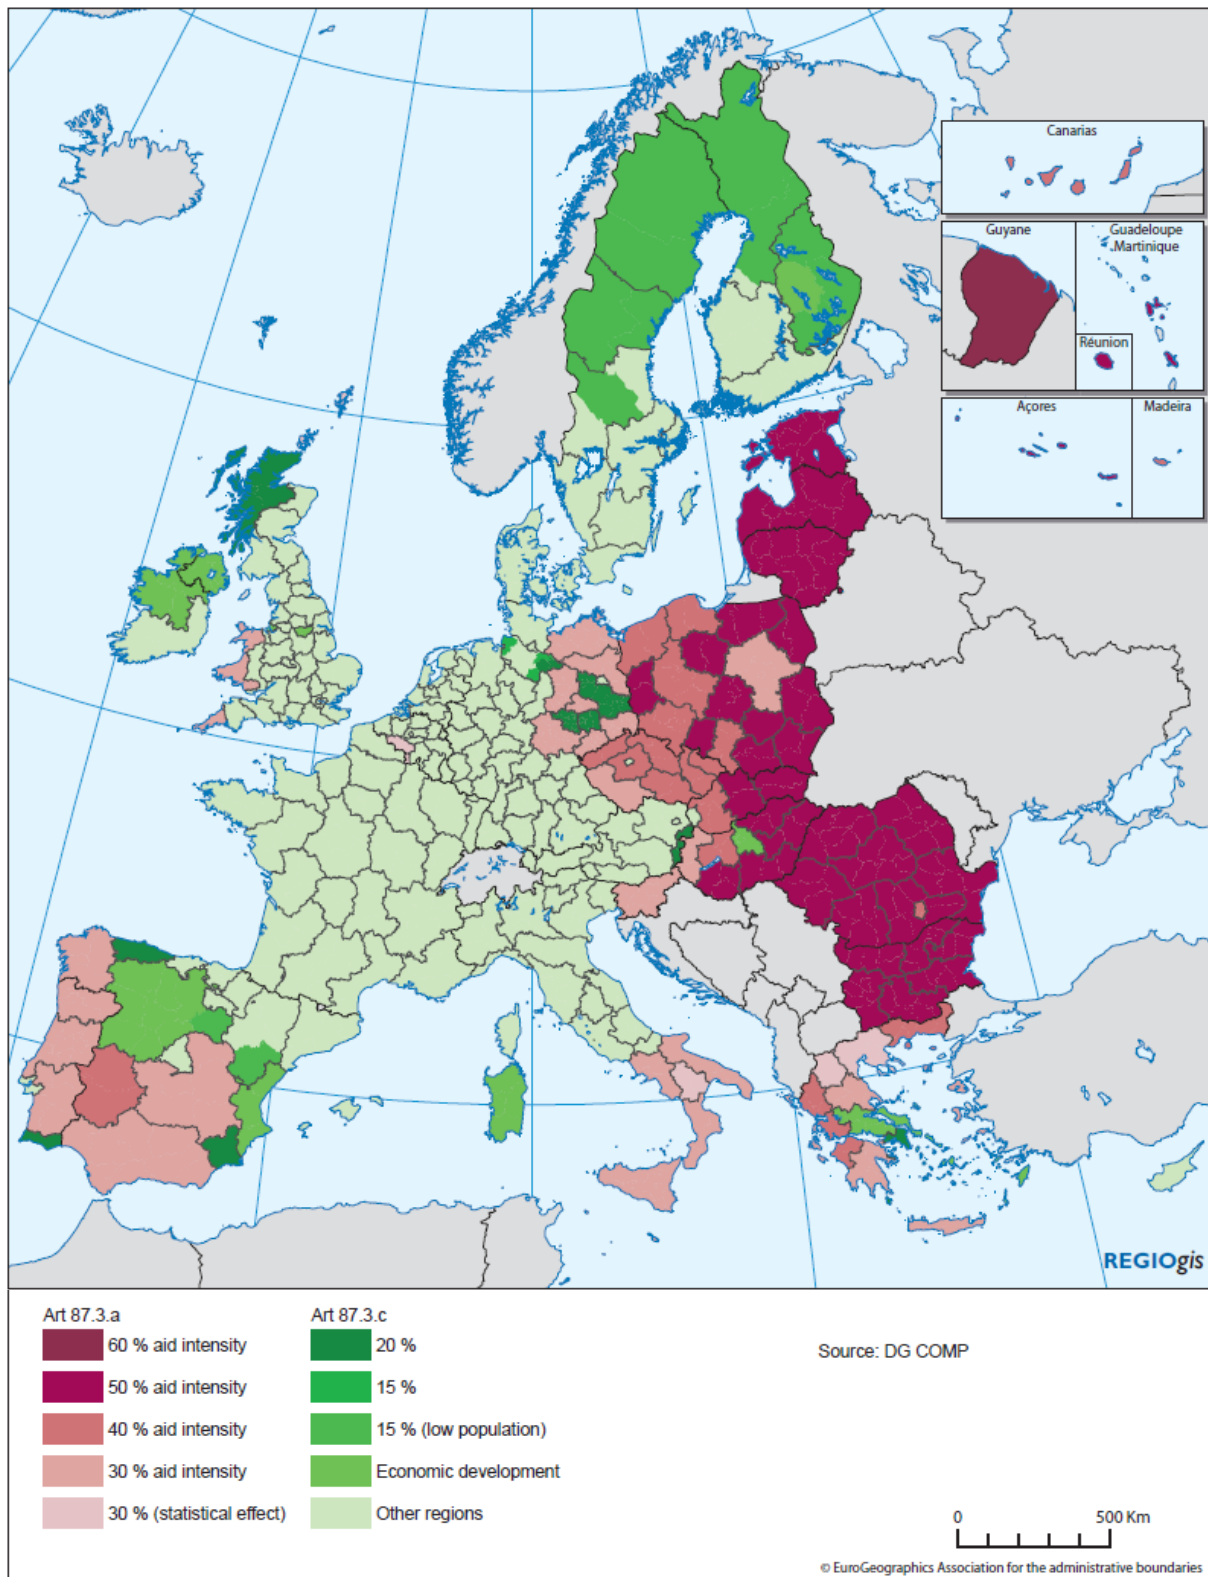 Canarias
Guyane
Guadeloupe
Martinique
Réunion
Açores
Madeira
REGIOgis
Art 87.3.a
60 % aid intensity
50 % aid intensity
40 % aid intensity
30 % aid intensity
30 % (statistical effect)
Art 87.3.c
20 %
15 %
15 % (low population)
Economic development
Other regions
Source: DG COMP
0 500 Km
© EuroGeographics Association for the administrative boundaries